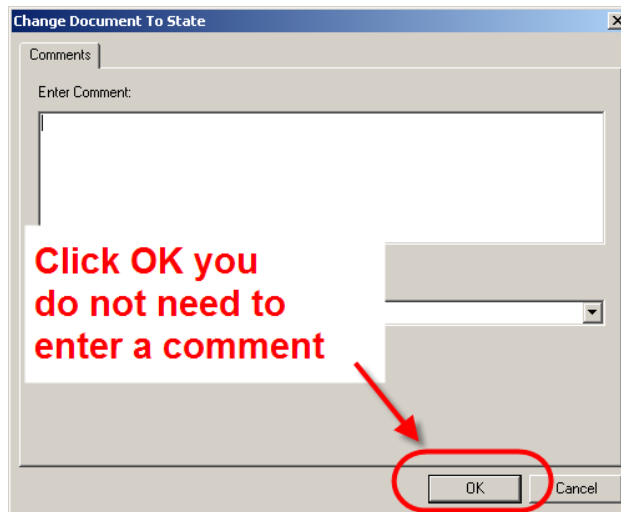 Change Document To State
Comments
Enter Comment:
Click OK you
do not need to
enter a comment
OK
Cancel